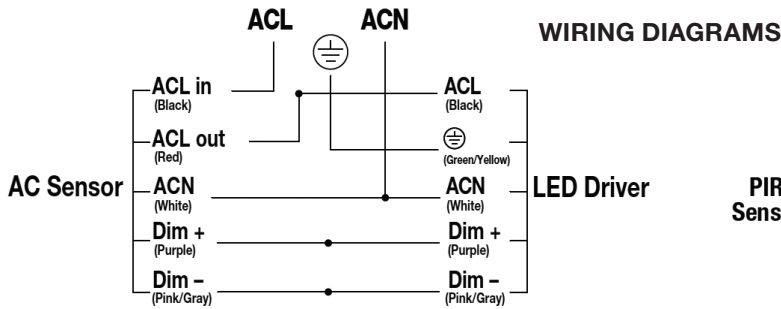 ACL ACN
WIRING DIAGRAMS
ACL in
(Black)
ACL
(Black)
ACL out
(Red)
(Green/Yellow)
AC Sensor
ACN
(White)
ACN
(White)
LED Driver
Dim +
(Purple)
Dim +
(Purple)
Dim –
(Pink/Gray)
Dim –
(Pink/Gray)
PIR